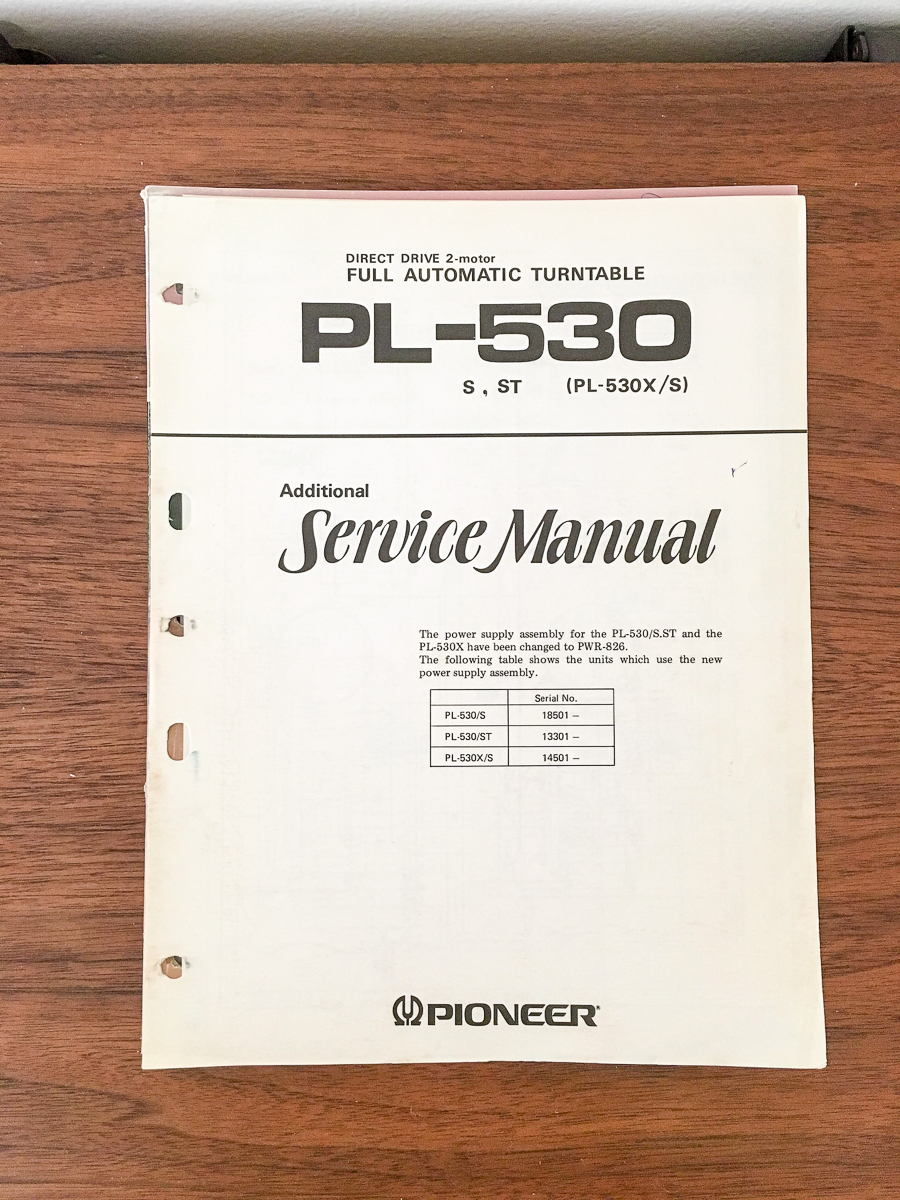 DIRECT DRIVE 2-motor
FULL AUTOMATIC TURNTABLE
PL-530
S , ST (PL-530X/S)
Additional
Service Manual
The power supply assembly for the PL-530/S.ST and the
PL-530X have been changed to PWR-826.
The following table shows the units which use the new
power supply assembly.
Serial No.
PL-530/S 18501 –
PL-530/ST 13301 –
PL-530X/S 14501 –
PIONEER®